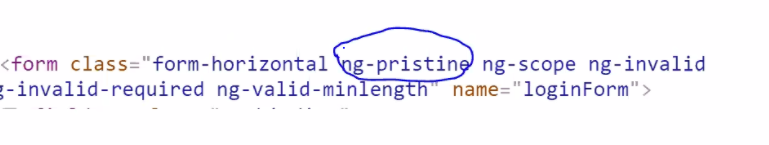 <form class="form-horizontal ng-pristine ng-scope ng-invalid
g-invalid-required ng-valid-minlength" name="loginForm">